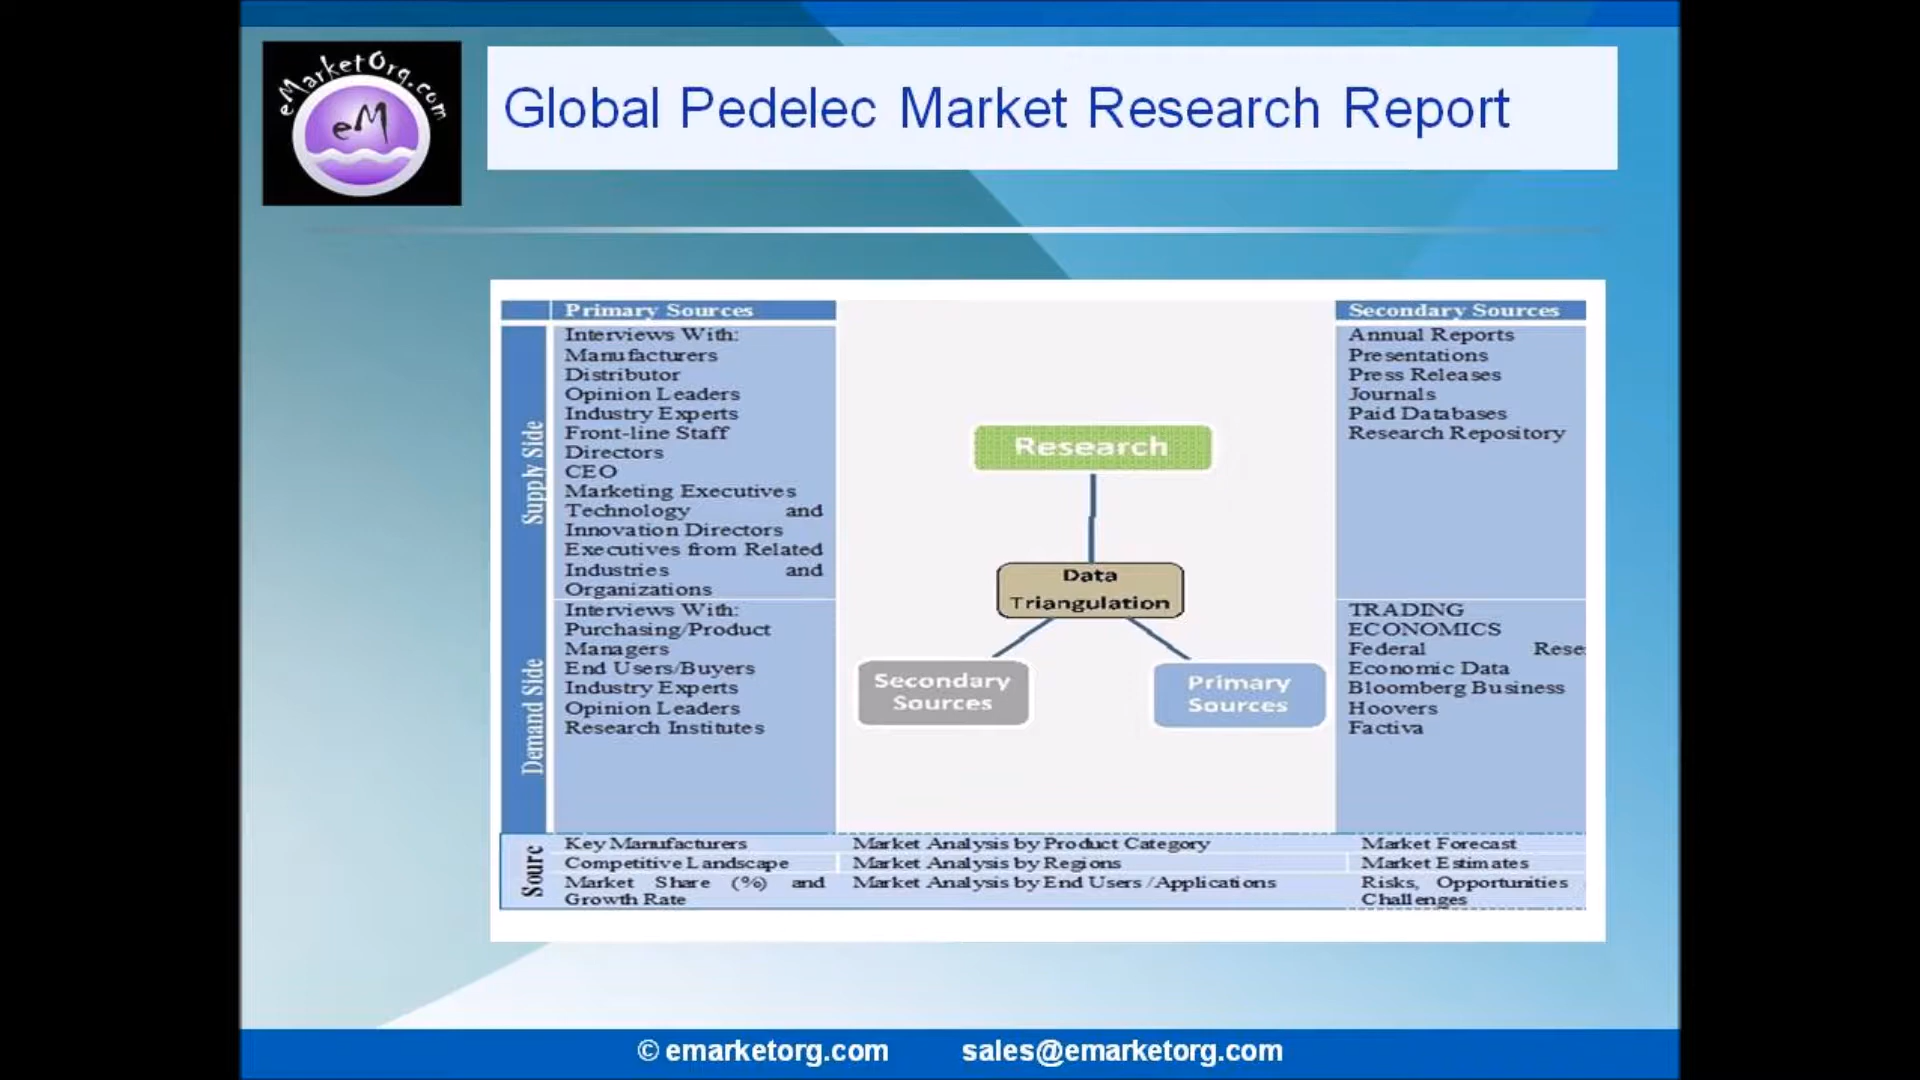 eMarketOrg.com
eM
Global Pedelec Market Research Report
Primary Sources
Supply Side
Interviews With:
Manufacturers
Distributor
Opinion Leaders
Industry Experts
Front-line Staff
Directors
CEO
Marketing Executives
Technology and
Innovation Directors
Executives from Related
Industries and
Organizations
Demand Side
Interviews With:
Purchasing/Product
Managers
End Users/Buyers
Industry Experts
Opinion Leaders
Research Institutes
Research
Data
Triangulation
Secondary
Sources
Primary
Sources
Secondary Sources
Annual Reports
Presentations
Press Releases
Journals
Paid Databases
Research Repository
TRADING
ECONOMICS
Federal Rese
Economic Data
Bloomberg Business
Hoovers
Factiva
Sourc
Key Manufacturers
Competitive Landscape
Market Share (%) and
Growth Rate
Market Analysis by Product Category
Market Analysis by Regions
Market Analysis by End Users /Applications
Market Forecast
Market Estimates
Risks, Opportunities
Challenges
© emarketorg.com sales@emarketorg.com